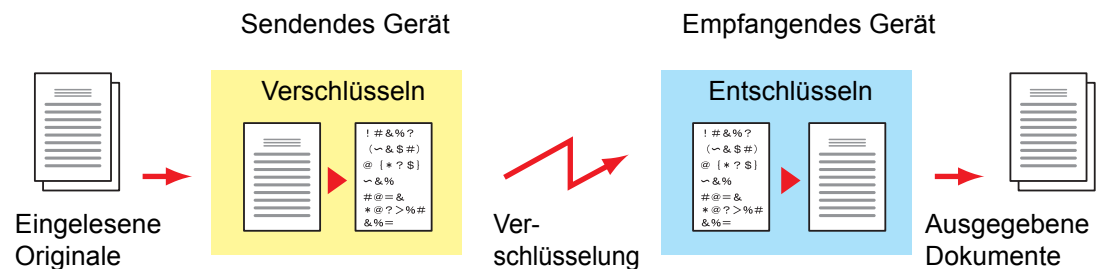 Sendendes Gerät
Empfangendes Gerät
Verschlüsseln
Entschlüsseln
!#&%?
(~&$#)
@{*?$}
~&%
#@=&
*@?>%#
&%=
!#&%?
(~&$#)
@{*?$}
~&%
#@=&
*@?>%#
&%=
Eingelesene
Originale
Ver-
schlüsselung
Ausgegebene
Dokumente